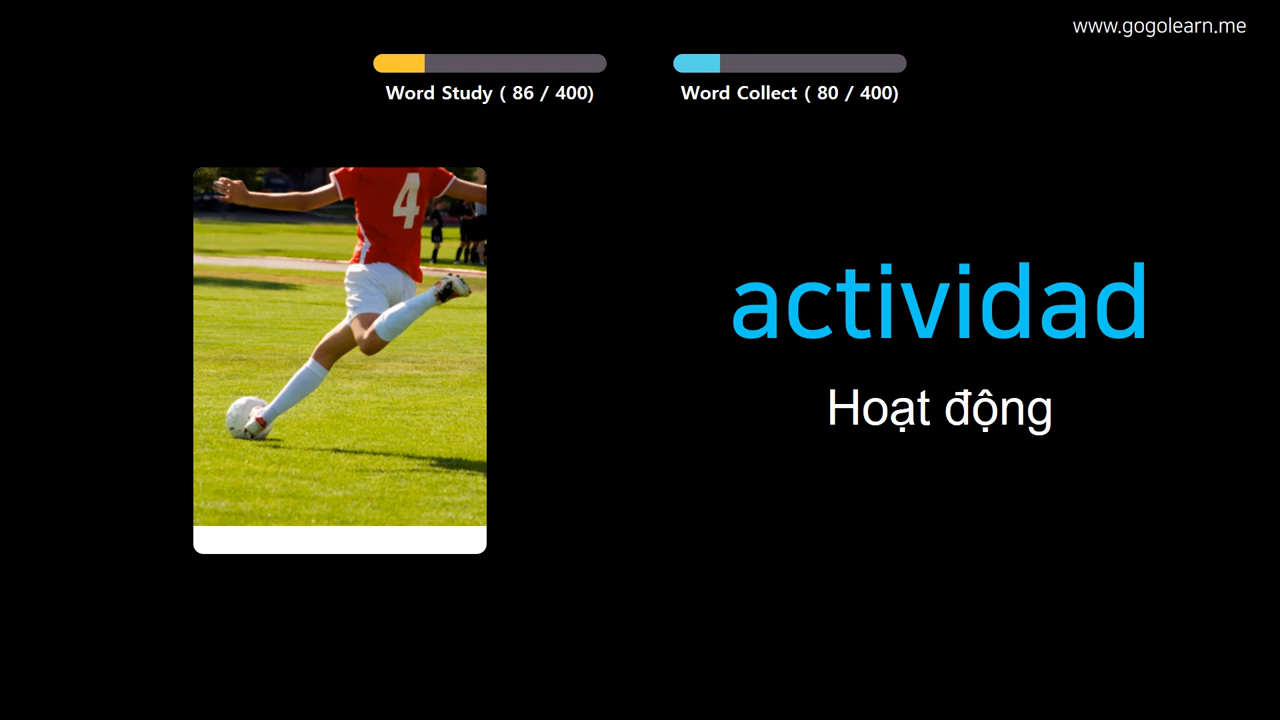 www.gogolearn.me
Word Study ( 86 / 400)
Word Collect ( 80 / 400)
4
actividad
Hoạt động